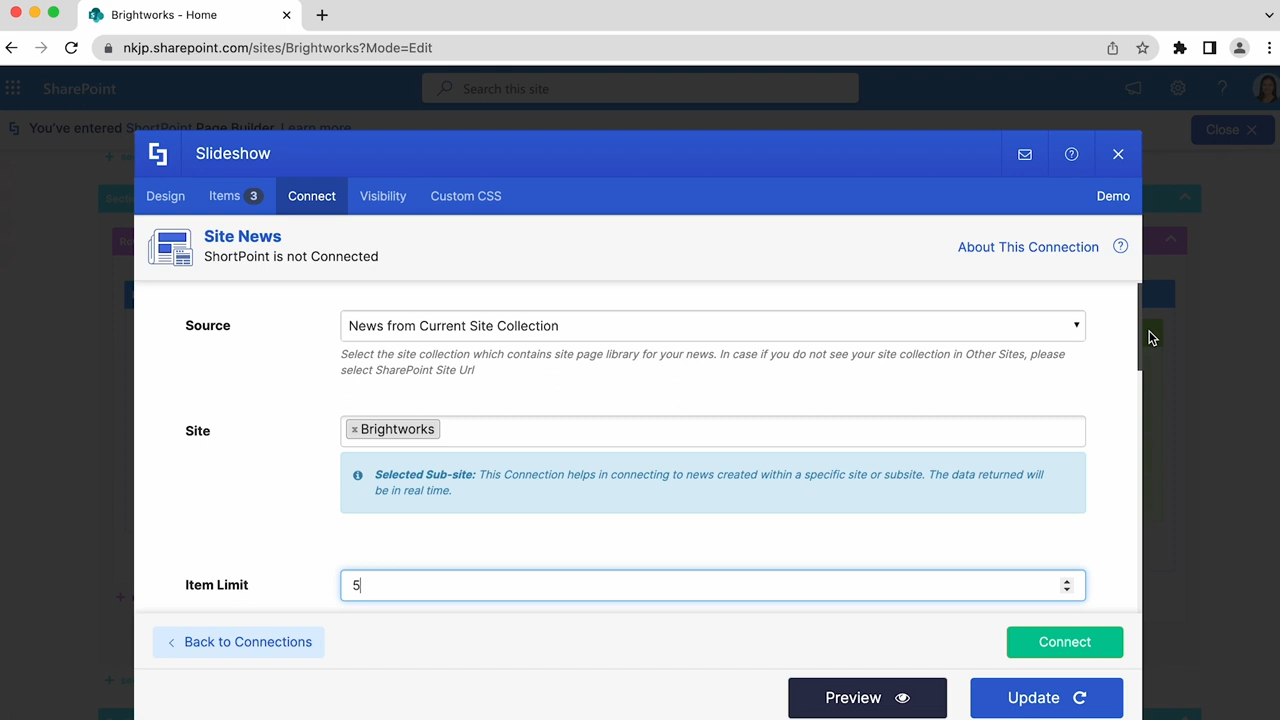 Brightworks - Home
nkjp.sharepoint.com/sites/Brightworks?Mode=Edit
SharePoint
Search this site
You've entered ShortPoint Page Builder. Learn more
Close
Slideshow
Design
Items 3
Connect
Visibility
Custom CSS
Demo
Site News
ShortPoint is not Connected
About This Connection
Source
News from Current Site Collection
Select the site collection which contains site page library for your news. In case if you do not see your site collection in Other Sites, please
select SharePoint Site Url
Site
× Brightworks
Selected Sub-site: This Connection helps in connecting to news created within a specific site or subsite. The data returned will
be in real time.
Item Limit
5
Back to Connections
Connect
Preview
Update